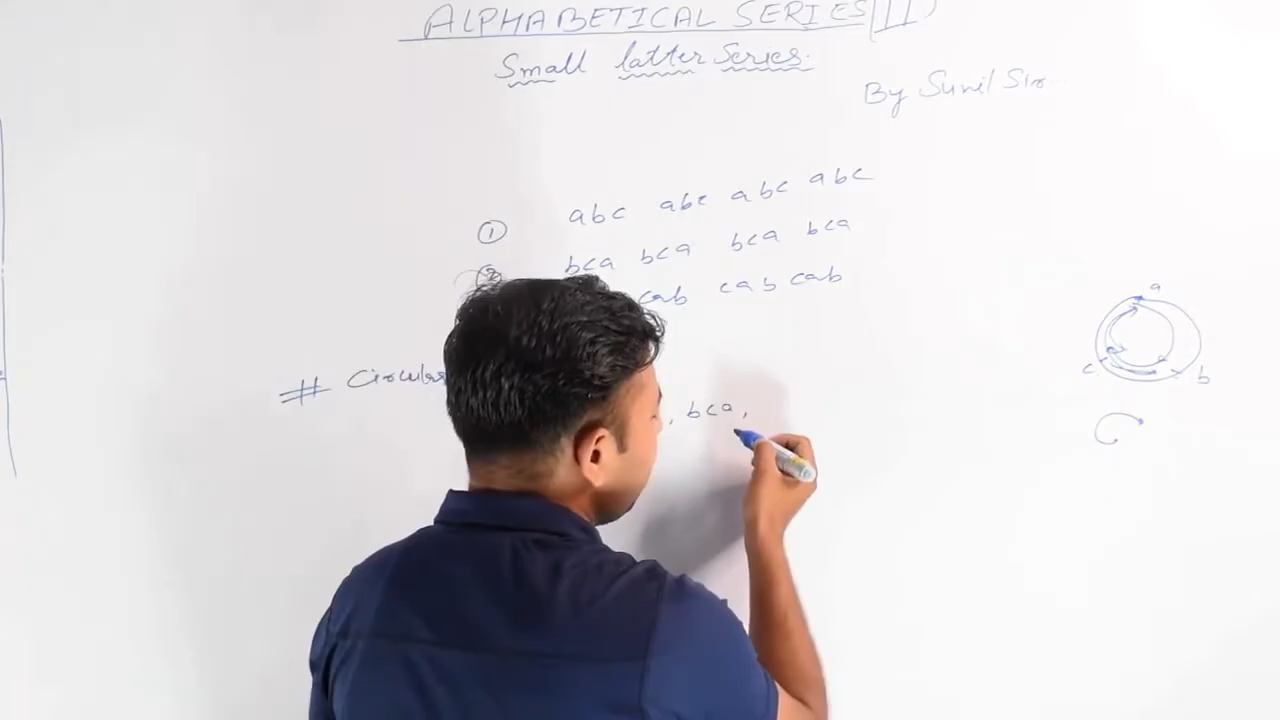 ALPHABETICAL SERIES (II)
Small latter Series.
By Sunil Sir
① abc abc abc abc
② bca bca bca bca
cab cab cab
# Circular
, bca,
a
c b